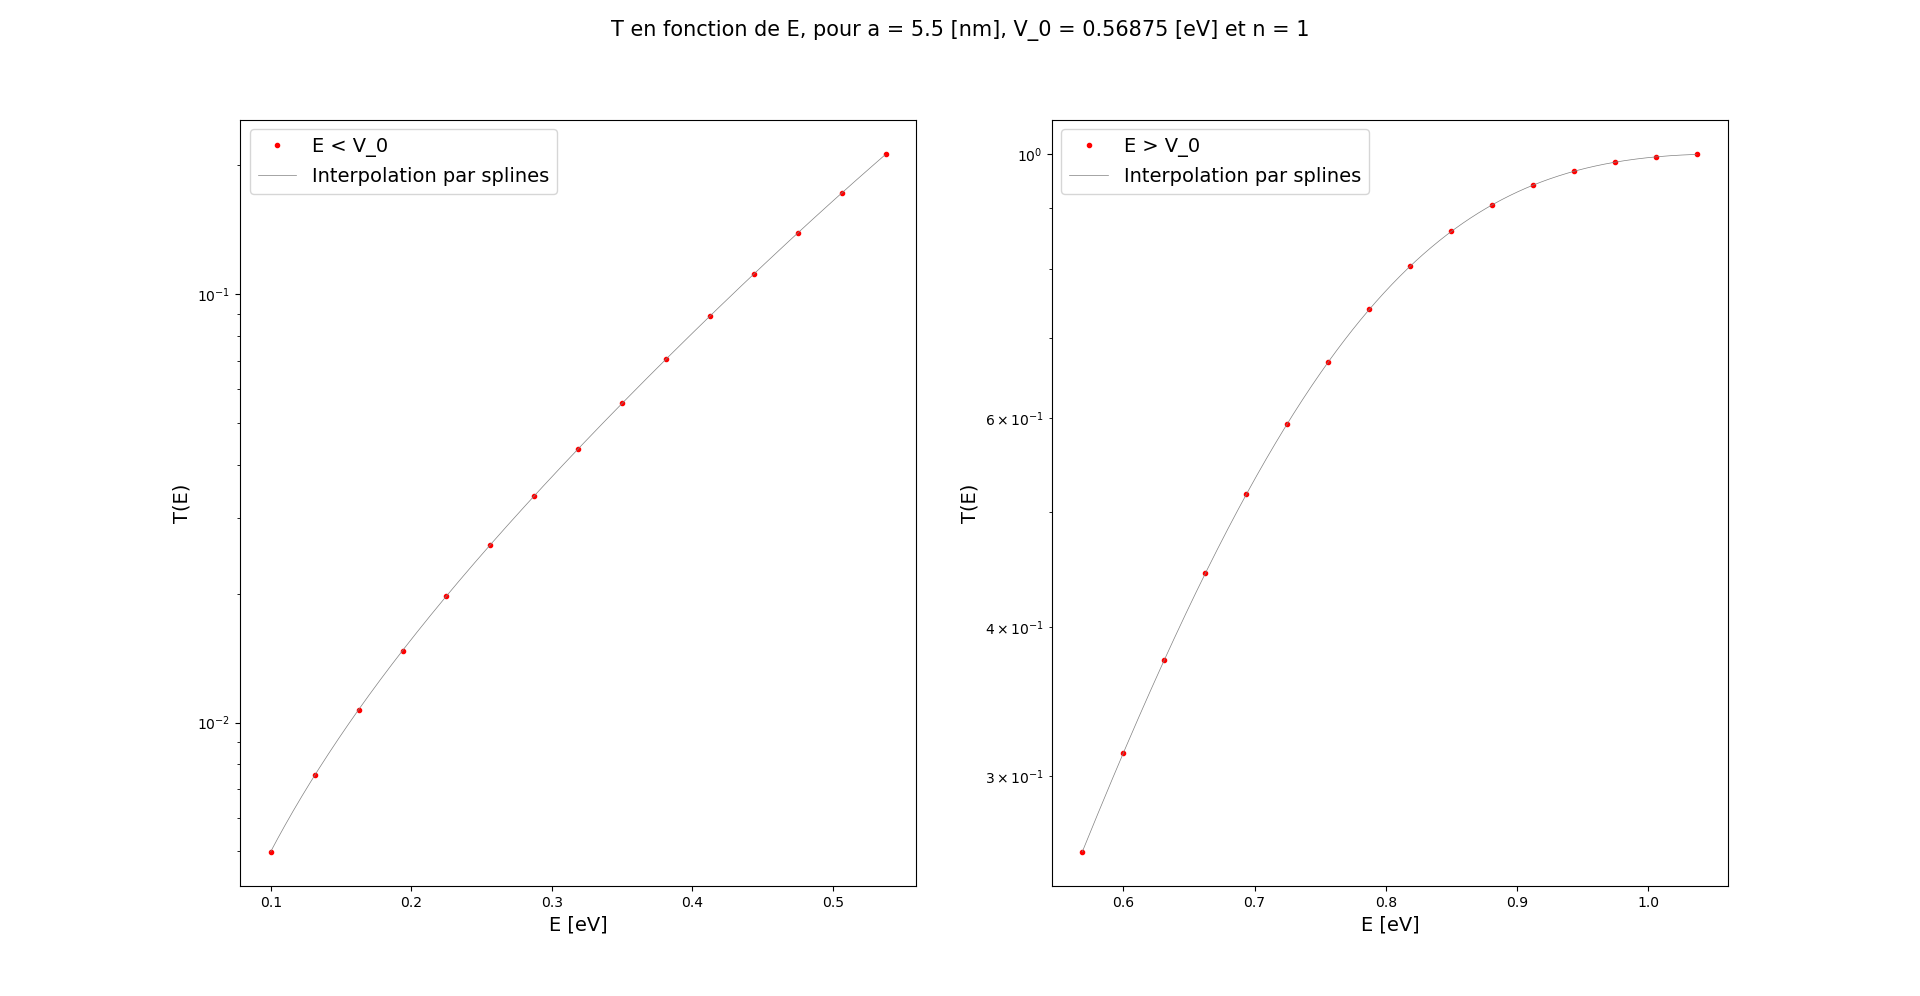 T en fonction de E, pour a = 5.5 [nm], V_0 = 0.56875 [eV] et n = 1
E < V_0
Interpolation par splines
10⁻¹
10⁻²
T(E)
0.1 0.2 0.3 0.4 0.5
E [eV]
E > V_0
Interpolation par splines
10⁰
6 × 10⁻¹
4 × 10⁻¹
3 × 10⁻¹
T(E)
0.6 0.7 0.8 0.9 1.0
E [eV]